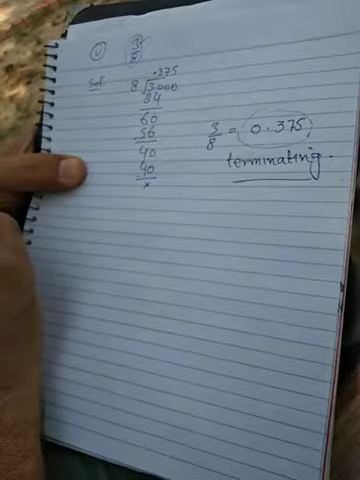 (v) 3/8
Sol .375
8 √3.000
24
60
56
40
40
x
3/8 = 0.375
terminating.